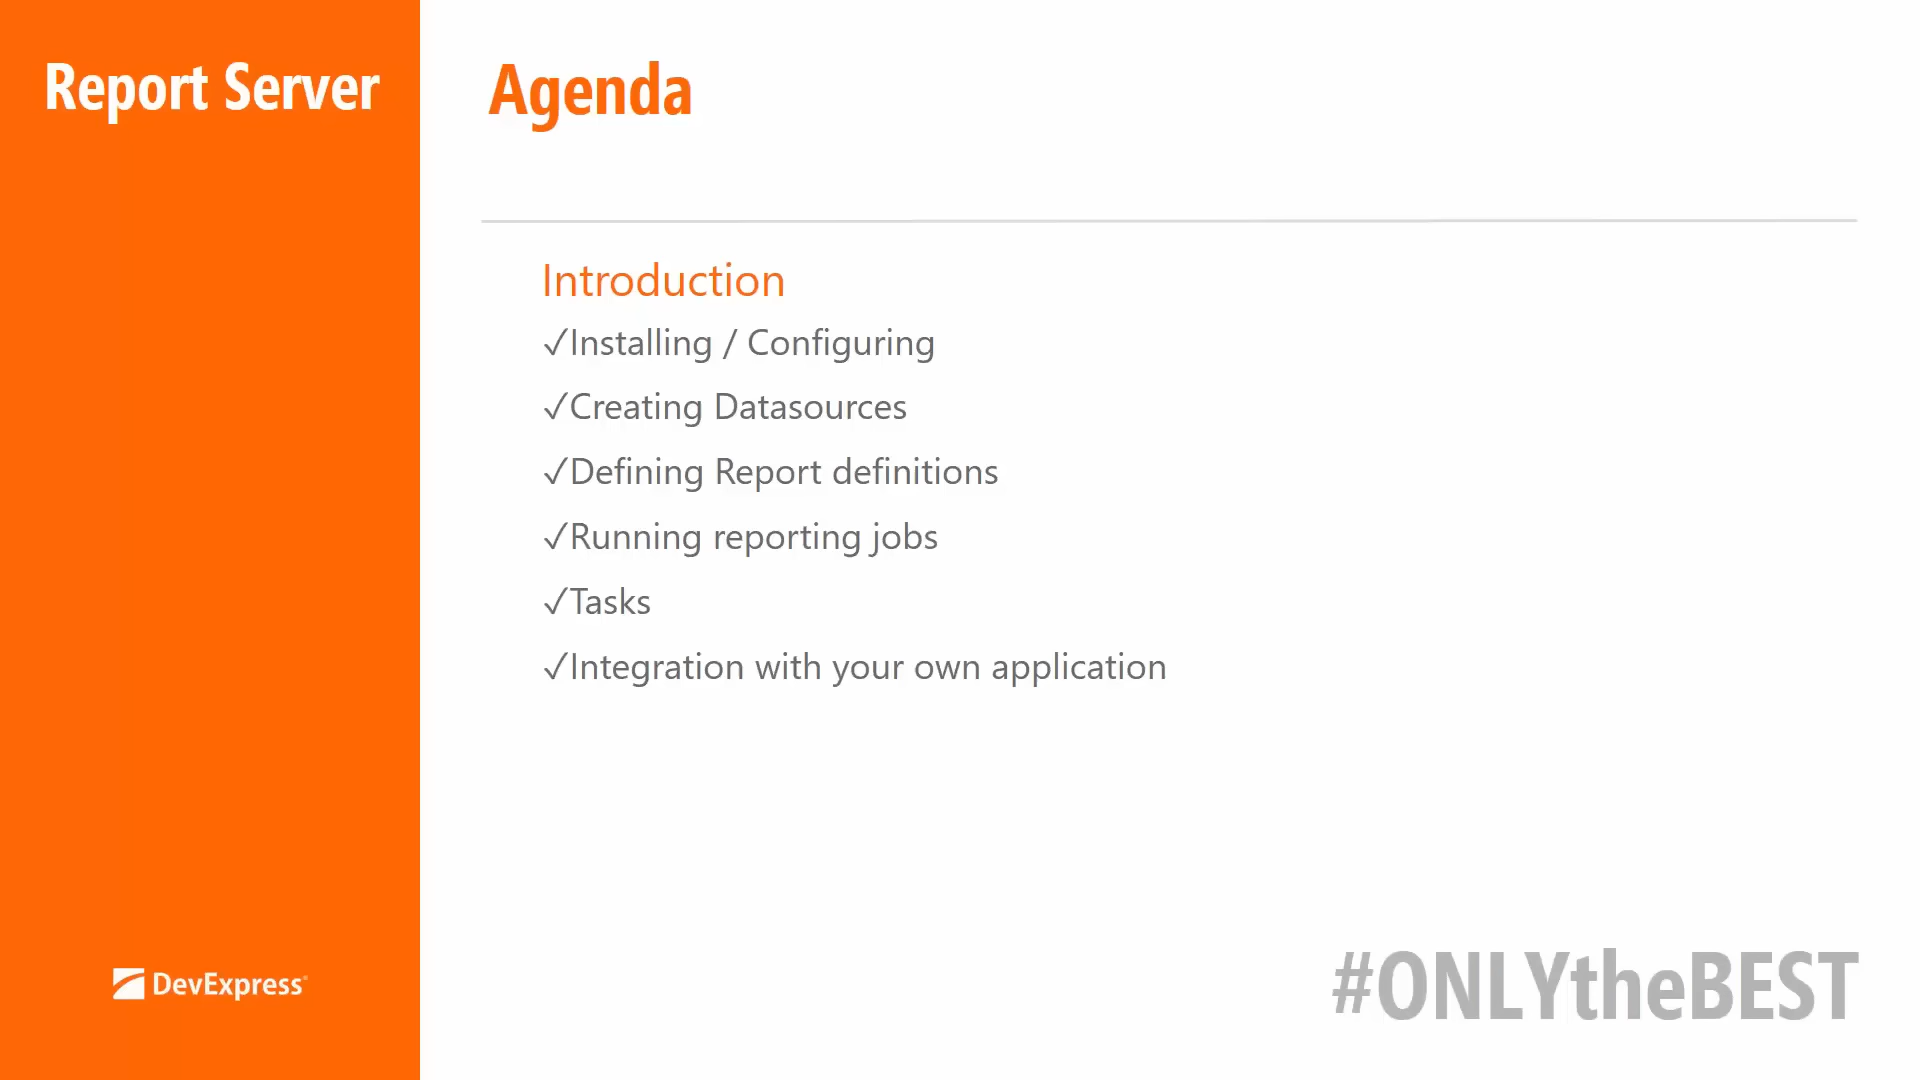 Report Server
Agenda
Introduction
✓Installing / Configuring
✓Creating Datasources
✓Defining Report definitions
✓Running reporting jobs
✓Tasks
✓Integration with your own application
DevExpress
#ONLYtheBEST